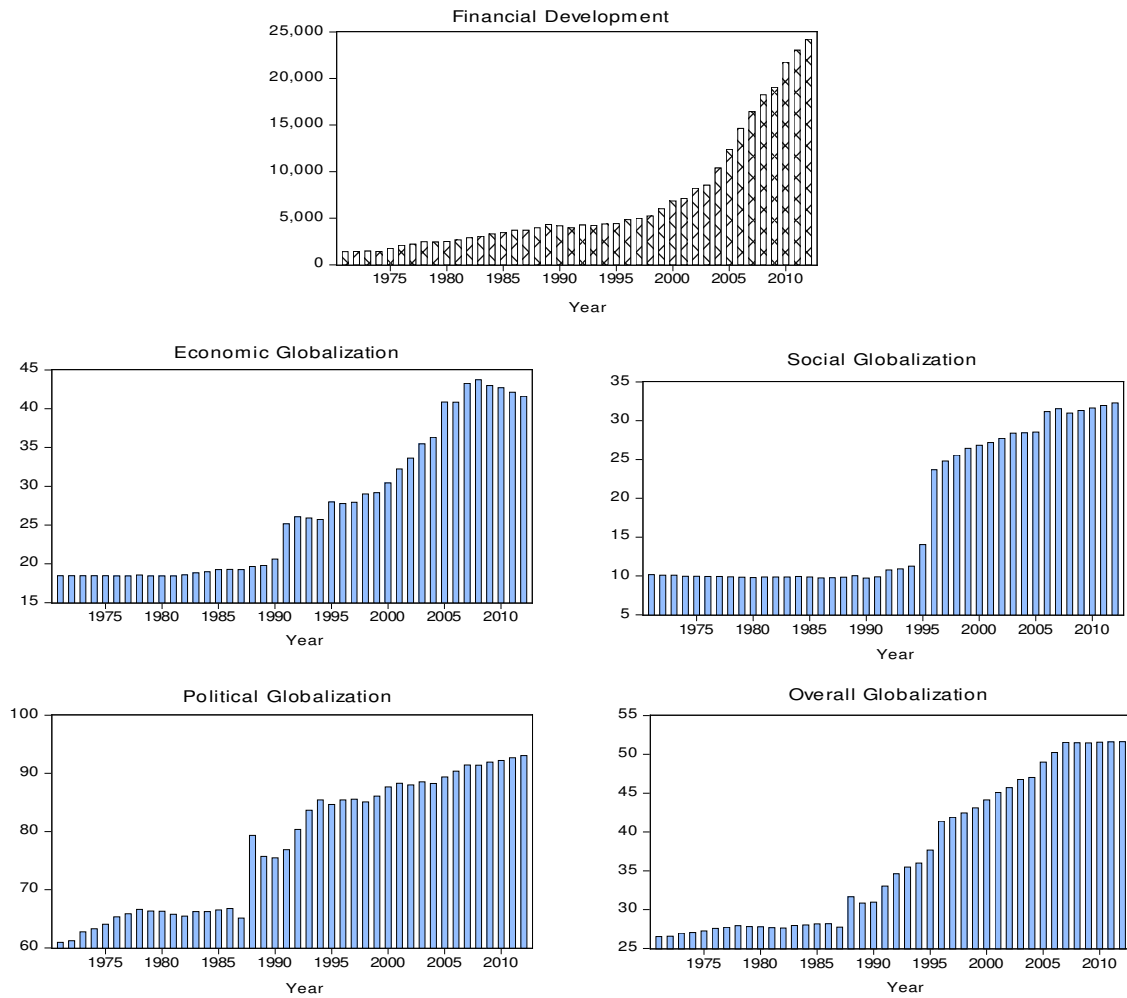 Financial Development
25,000
20,000
15,000
10,000
5,000
0
1975 1980 1985 1990 1995 2000 2005 2010
Year
Economic Globalization
45
40
35
30
25
20
15
1975 1980 1985 1990 1995 2000 2005 2010
Year
Social Globalization
35
30
25
20
15
10
5
1975 1980 1985 1990 1995 2000 2005 2010
Year
Political Globalization
100
90
80
70
60
1975 1980 1985 1990 1995 2000 2005 2010
Year
Overall Globalization
55
50
45
40
35
30
25
1975 1980 1985 1990 1995 2000 2005 2010
Year